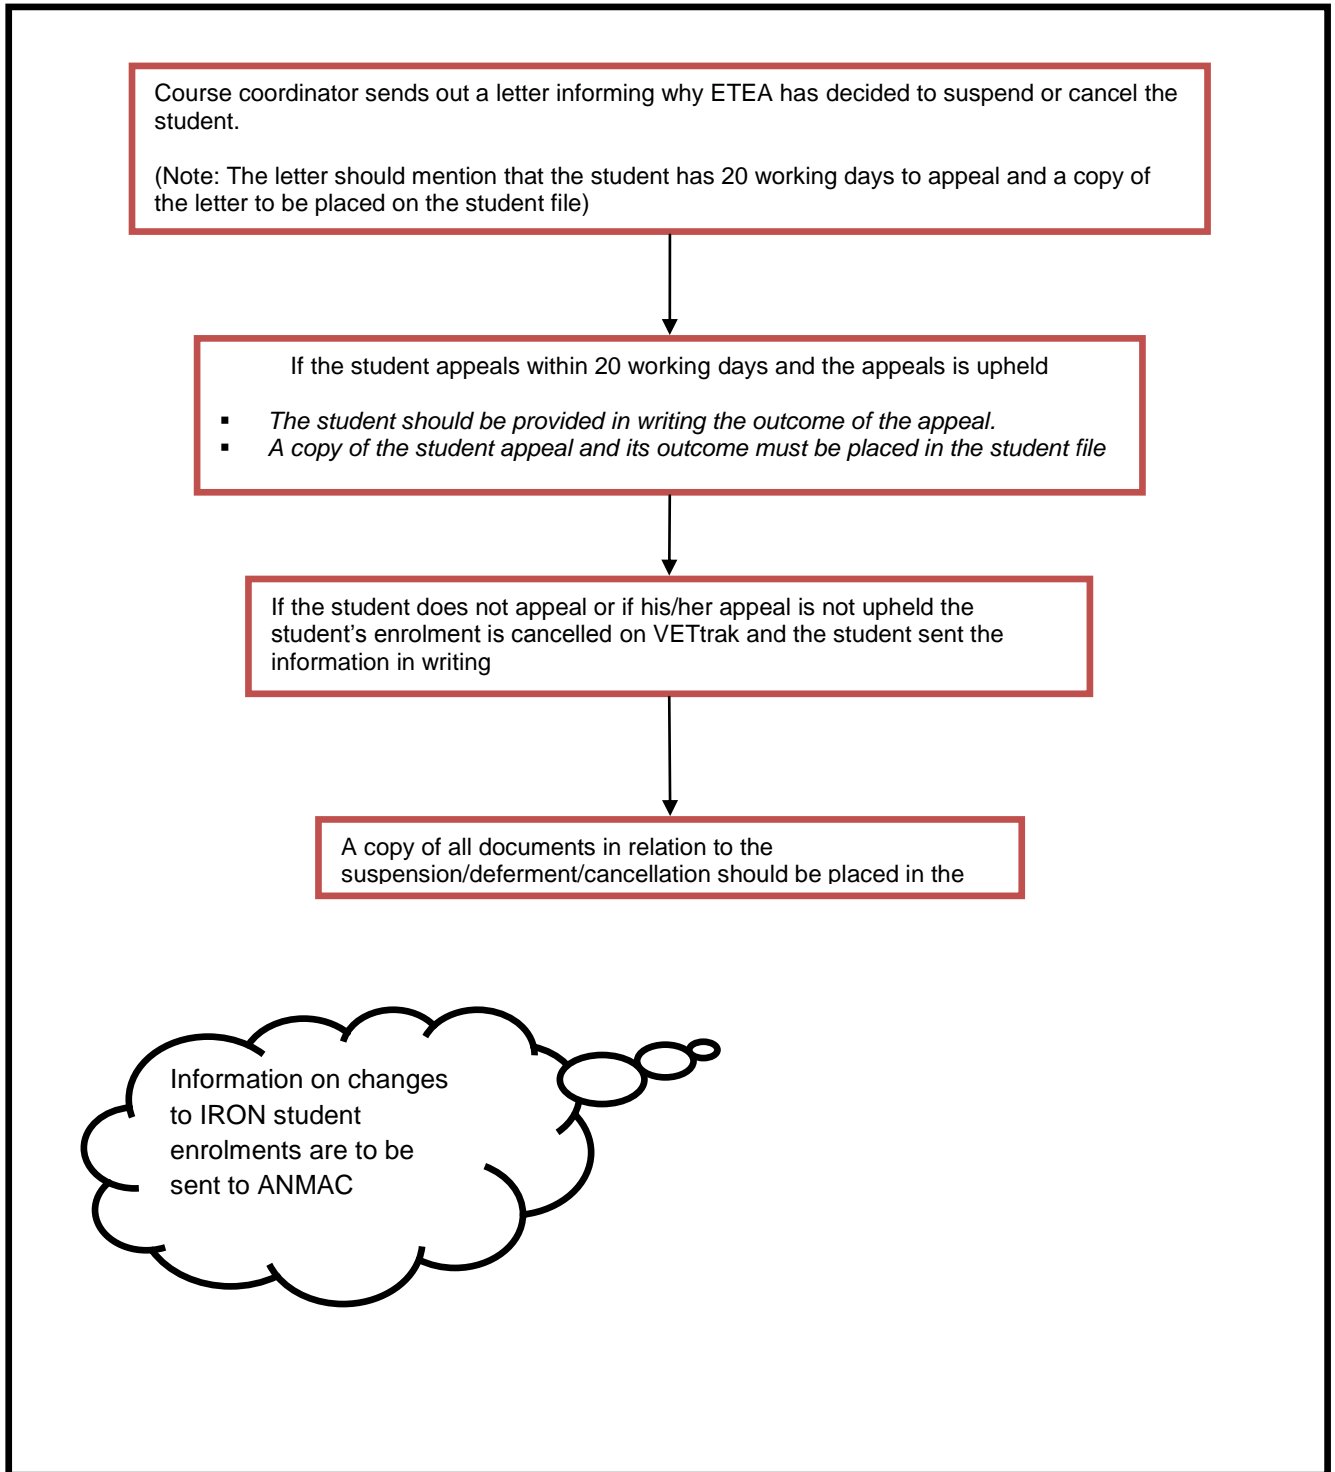 Course coordinator sends out a letter informing why ETEA has decided to suspend or cancel the
student.
(Note: The letter should mention that the student has 20 working days to appeal and a copy of
the letter to be placed on the student file)
If the student appeals within 20 working days and the appeals is upheld
▪ The student should be provided in writing the outcome of the appeal.
▪ A copy of the student appeal and its outcome must be placed in the student file
If the student does not appeal or if his/her appeal is not upheld the
student’s enrolment is cancelled on VETtrak and the student sent the
information in writing
A copy of all documents in relation to the
suspension/deferment/cancellation should be placed in the
Information on changes
to IRON student
enrolments are to be
sent to ANMAC